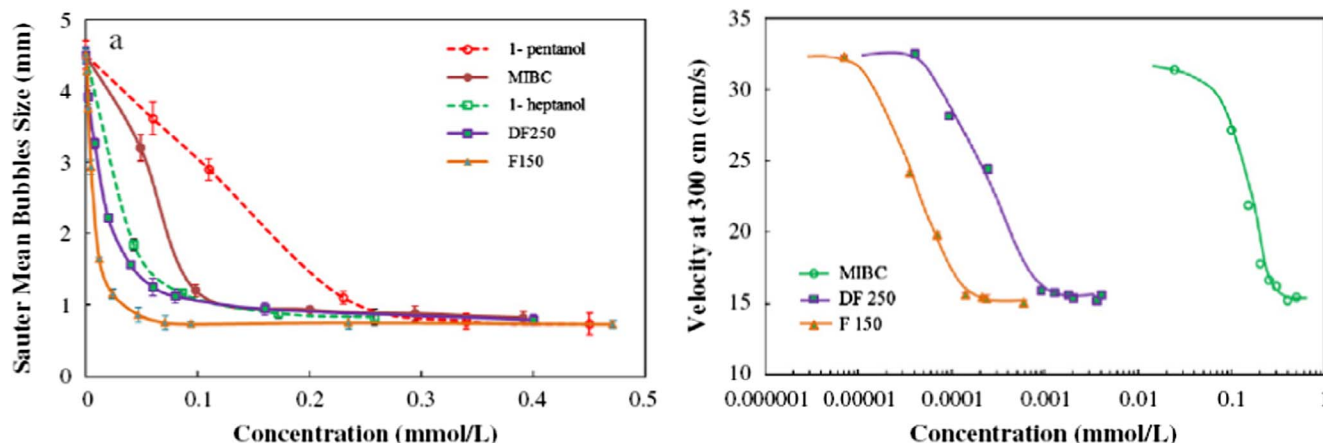 a
Sauter Mean Bubbles Size (mm)
5
4
3
2
1
0
1- pentanol
MIBC
1- heptanol
DF250
F150
0 0.1 0.2 0.3 0.4 0.5
Concentration (mmol/L)
Velocity at 300 cm (cm/s)
35
30
25
20
15
10
MIBC
DF 250
F 150
0.000001 0.00001 0.0001 0.001 0.01 0.1 1
Concentration (mmol/L)